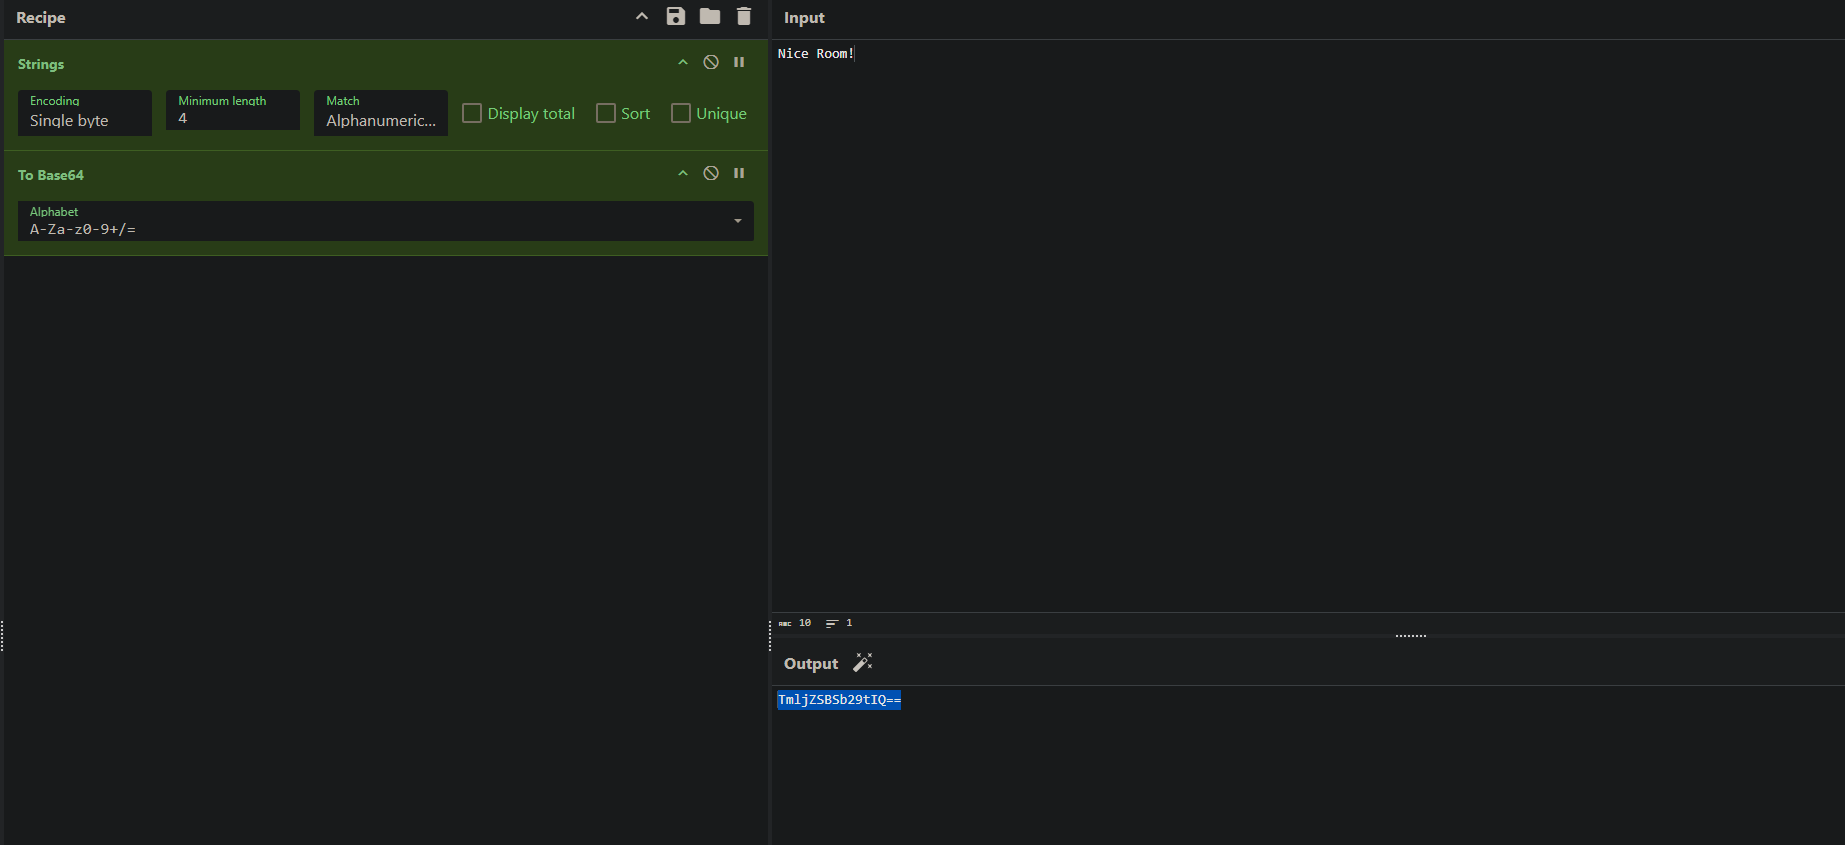 Recipe
Strings
Encoding
Single byte
Minimum length
4
Match
Alphanumeric...
Display total
Sort
Unique
To Base64
Alphabet
A-Za-z0-9+/=
Input
Nice Room!
ABC 10 1
Output
TmljZSBSb29tIQ==